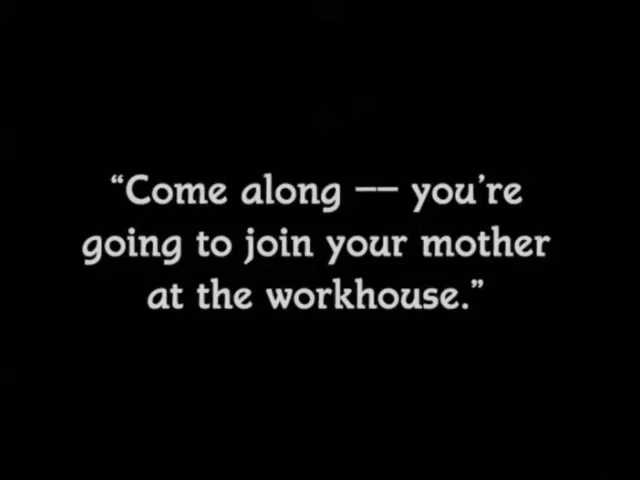 “Come along –– you’re
going to join your mother
at the workhouse.”